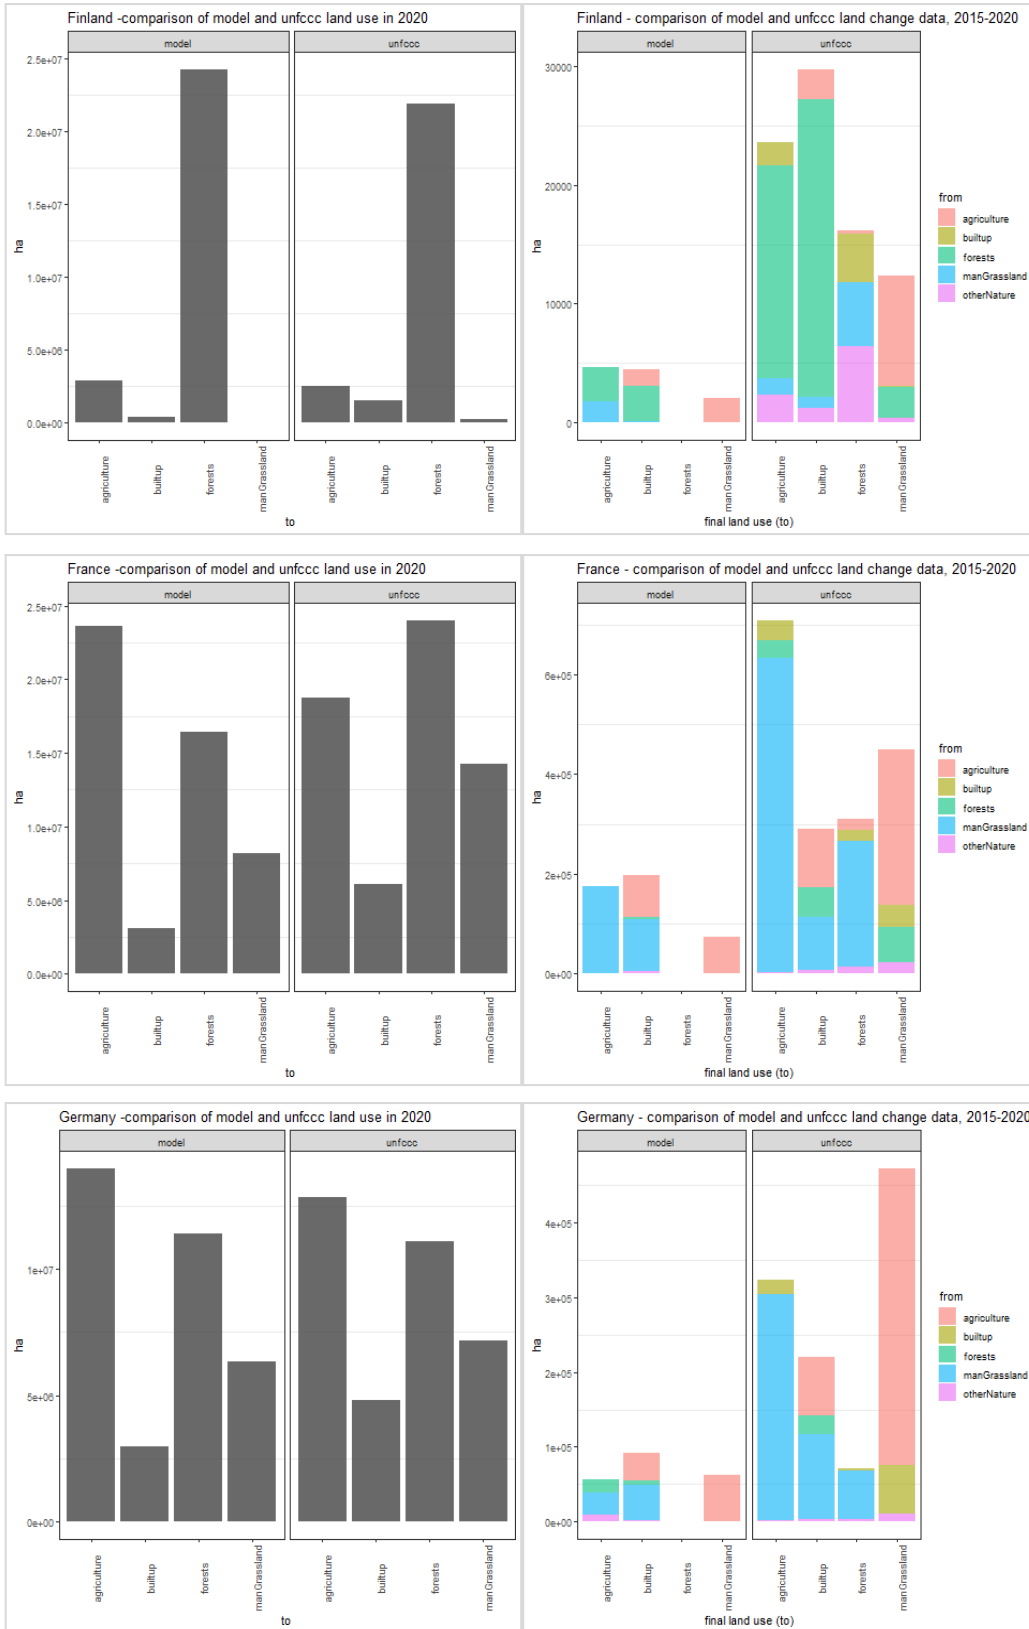 Finland -comparison of model and unfccc land use in 2020
model
unfccc
2.5e+07
2.0e+07
1.5e+07
1.0e+07
5.0e+06
0.0e+00
ha
agriculture
builtup
forests
manGrassland
agriculture
builtup
forests
manGrassland
to
Finland - comparison of model and unfccc land change data, 2015-2020
model
unfccc
30000
20000
10000
0
ha
agriculture
builtup
forests
manGrassland
agriculture
builtup
forests
manGrassland
final land use (to)
from
agriculture
builtup
forests
manGrassland
otherNature
France -comparison of model and unfccc land use in 2020
model
unfccc
2.5e+07
2.0e+07
1.5e+07
1.0e+07
5.0e+06
0.0e+00
ha
agriculture
builtup
forests
manGrassland
agriculture
builtup
forests
manGrassland
to
France - comparison of model and unfccc land change data, 2015-2020
model
unfccc
6e+05
4e+05
2e+05
0e+00
ha
agriculture
builtup
forests
manGrassland
agriculture
builtup
forests
manGrassland
final land use (to)
from
agriculture
builtup
forests
manGrassland
otherNature
Germany -comparison of model and unfccc land use in 2020
model
unfccc
1e+07
5e+06
0e+00
ha
agriculture
builtup
forests
manGrassland
agriculture
builtup
forests
manGrassland
to
Germany - comparison of model and unfccc land change data, 2015-2020
model
unfccc
4e+05
3e+05
2e+05
1e+05
0e+00
ha
agriculture
builtup
forests
manGrassland
agriculture
builtup
forests
manGrassland
final land use (to)
from
agriculture
builtup
forests
manGrassland
otherNature